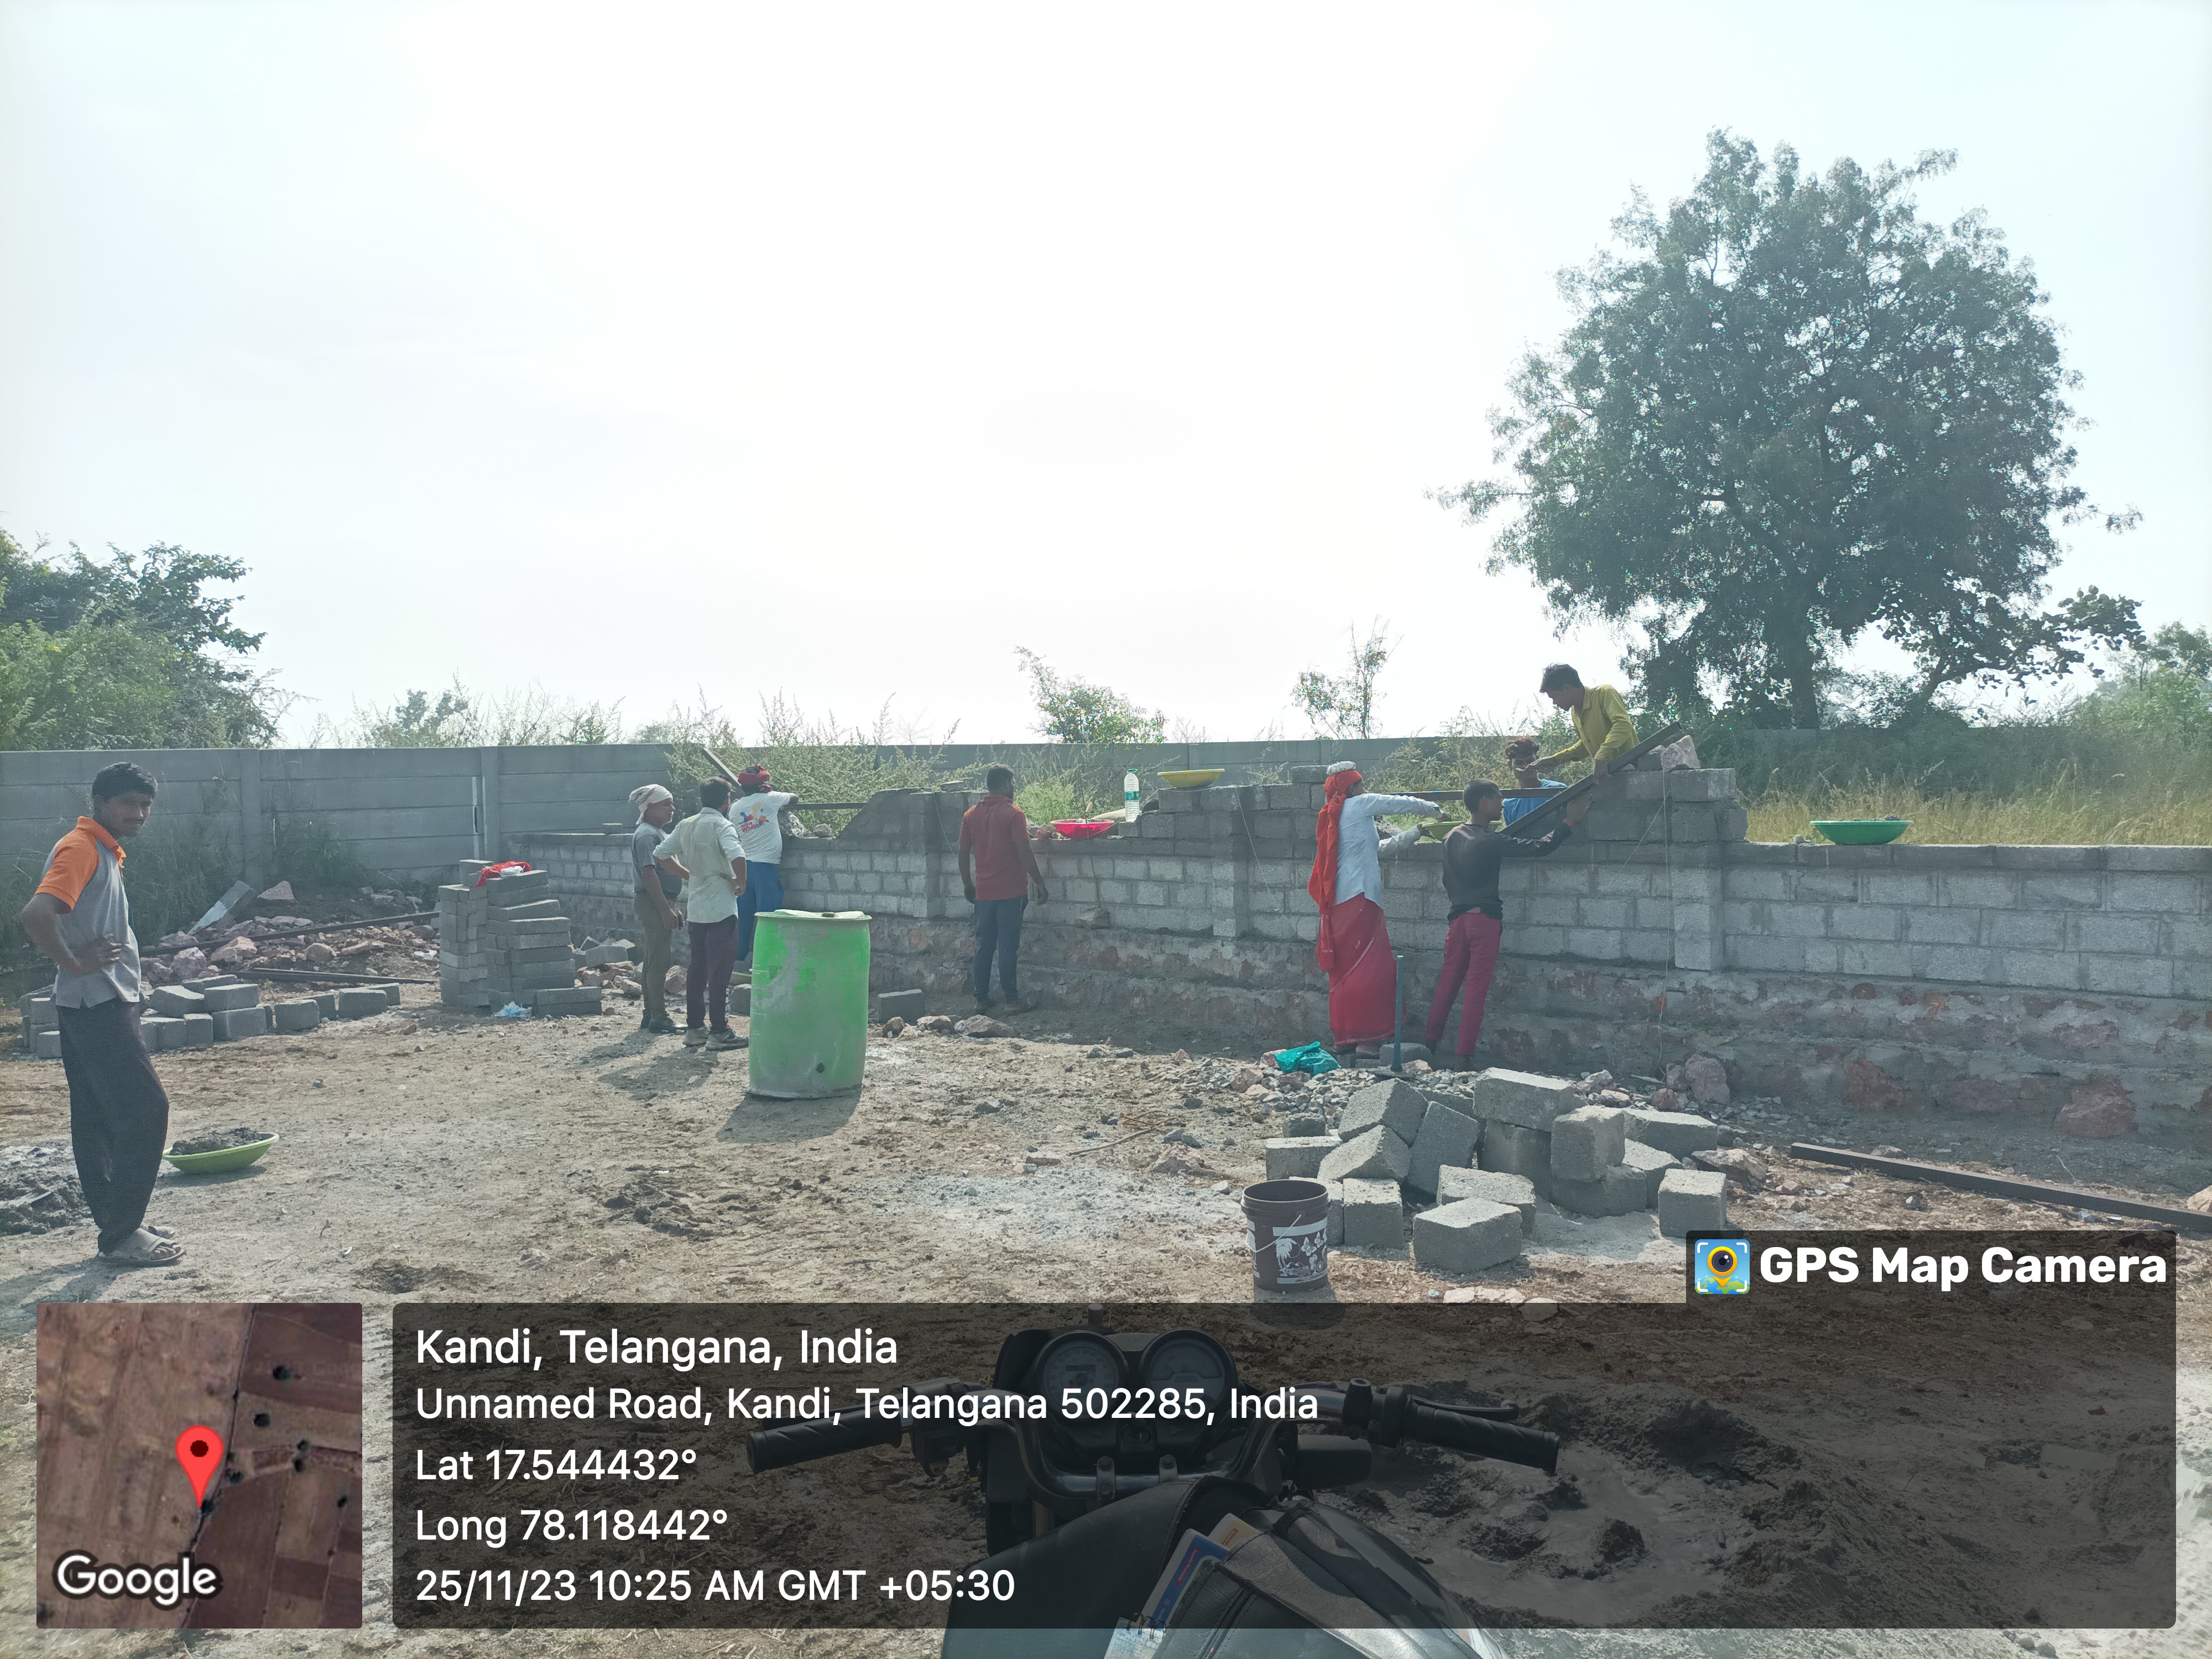 GPS Map Camera
Kandi, Telangana, India
Unnamed Road, Kandi, Telangana 502285, India
Lat 17.544432°
Long 78.118442°
25/11/23 10:25 AM GMT +05:30
Google